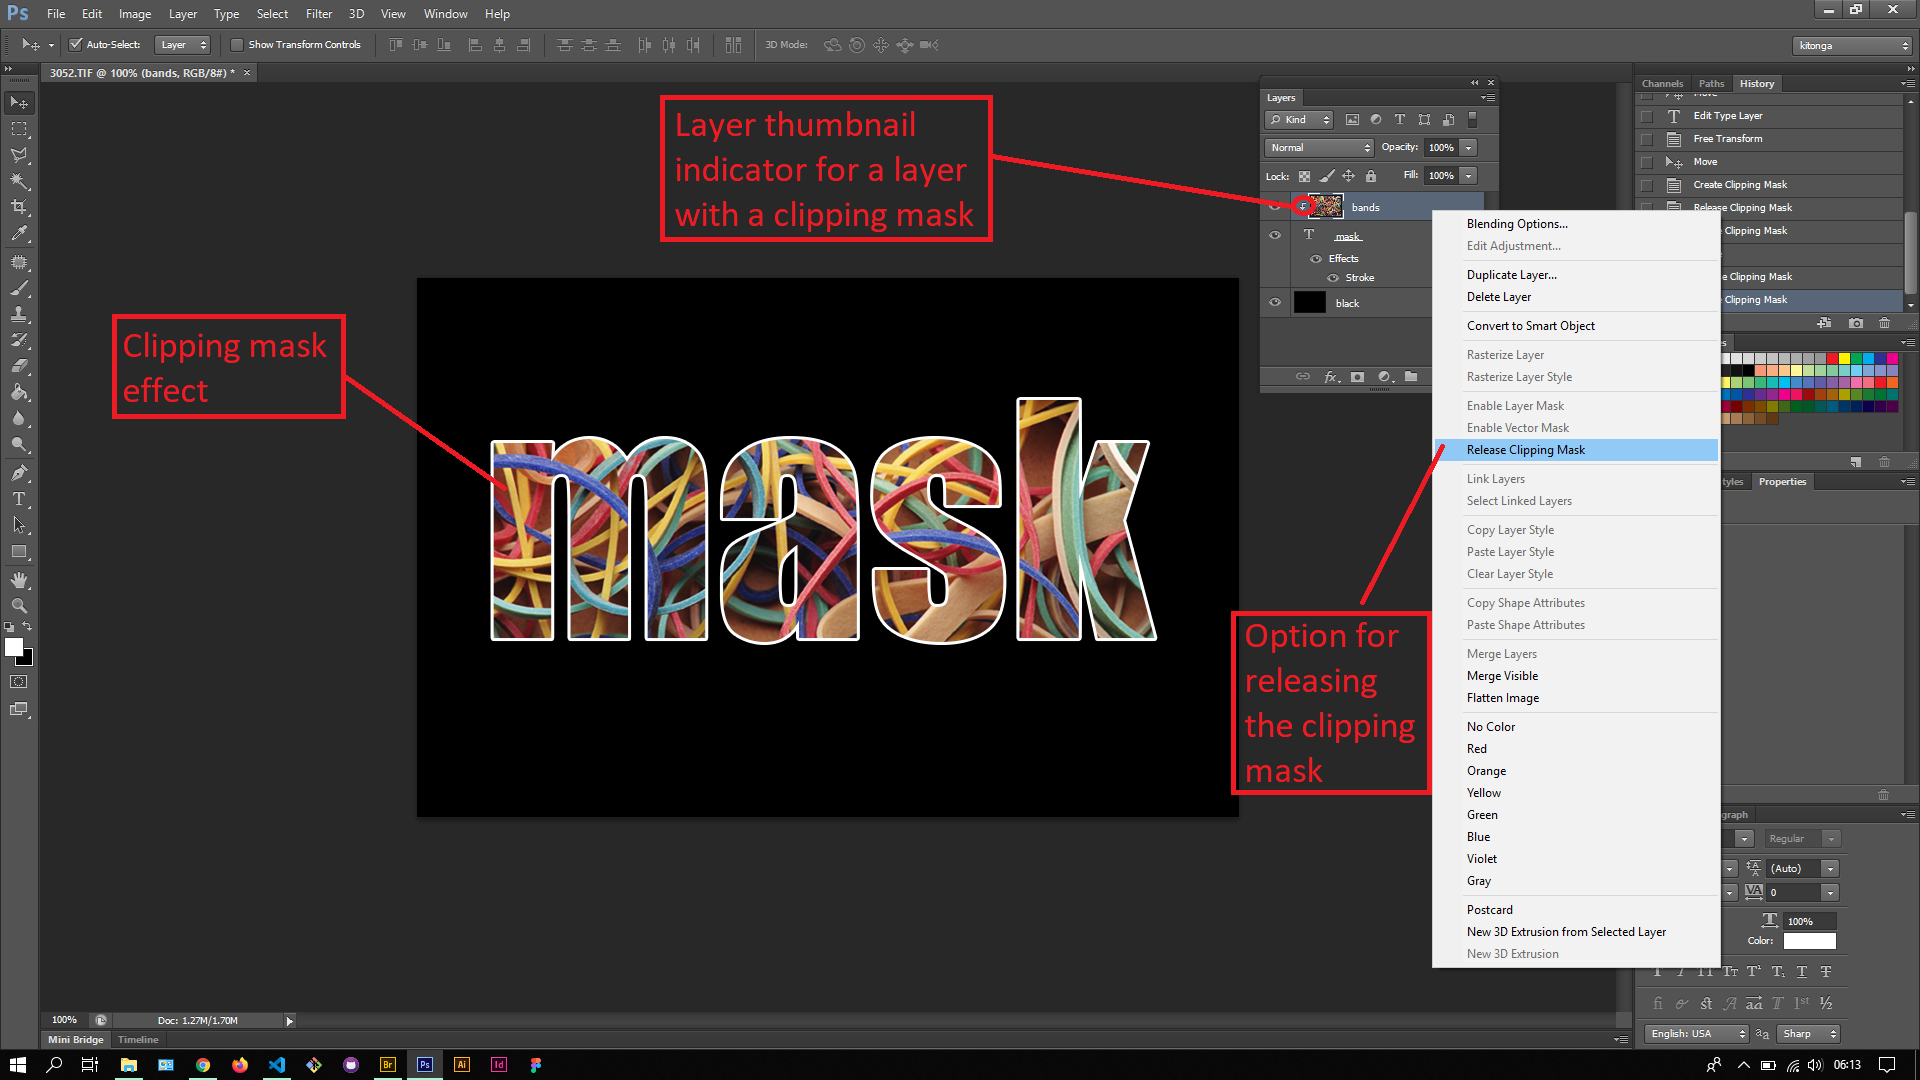 Ps File Edit Image Layer Type Select Filter 3D View Window Help
Auto-Select: Layer Show Transform Controls 3D Mode: kitonga
3052.TIF @ 100% (bands, RGB/8#) * ×
Layer thumbnail
indicator for a layer
with a clipping mask
Clipping mask
effect
mask
Option for
releasing
the clipping
mask
Layers
Kind
Normal Opacity: 100%
Lock: Fill: 100%
bands
T mask
Effects
Stroke
black
fx
Channels Paths History
Move
Edit Type Layer
Free Transform
Move
Create Clipping Mask
Release Clipping Mask
Clipping Mask
e Clipping Mask
Clipping Mask
Blending Options...
Edit Adjustment...
Duplicate Layer...
Delete Layer
Convert to Smart Object
Rasterize Layer
Rasterize Layer Style
Enable Layer Mask
Enable Vector Mask
Release Clipping Mask
Link Layers
Select Linked Layers
Copy Layer Style
Paste Layer Style
Clear Layer Style
Copy Shape Attributes
Paste Shape Attributes
Merge Layers
Merge Visible
Flatten Image
No Color
Red
Orange
Yellow
Green
Blue
Violet
Gray
Postcard
New 3D Extrusion from Selected Layer
New 3D Extrusion
tyles Properties
graph
Regular
(Auto)
VA 0
100%
Color:
English: USA aa Sharp
100% Doc: 1.27M/1.70M
Mini Bridge Timeline
Br Ps Ai Id 06:13